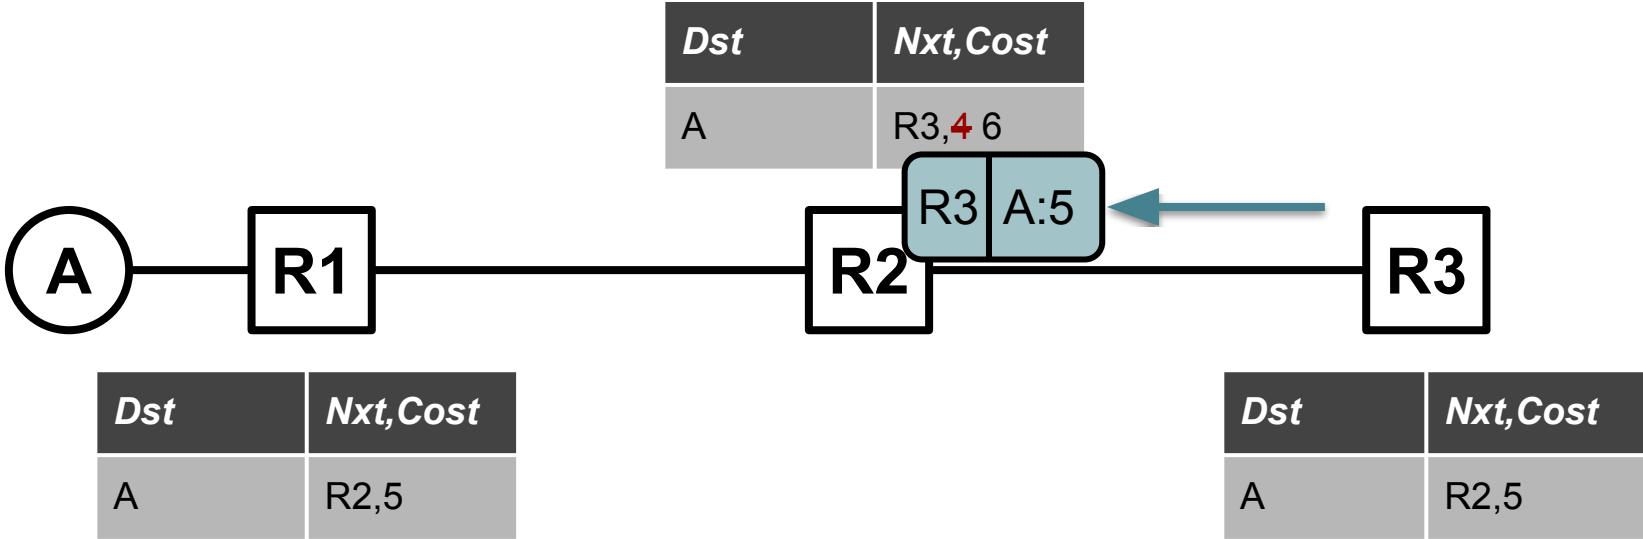 Dst Nxt,Cost
A R3,4 6
R3 A:5
A R1 R2 R3
Dst Nxt,Cost
A R2,5
Dst Nxt,Cost
A R2,5